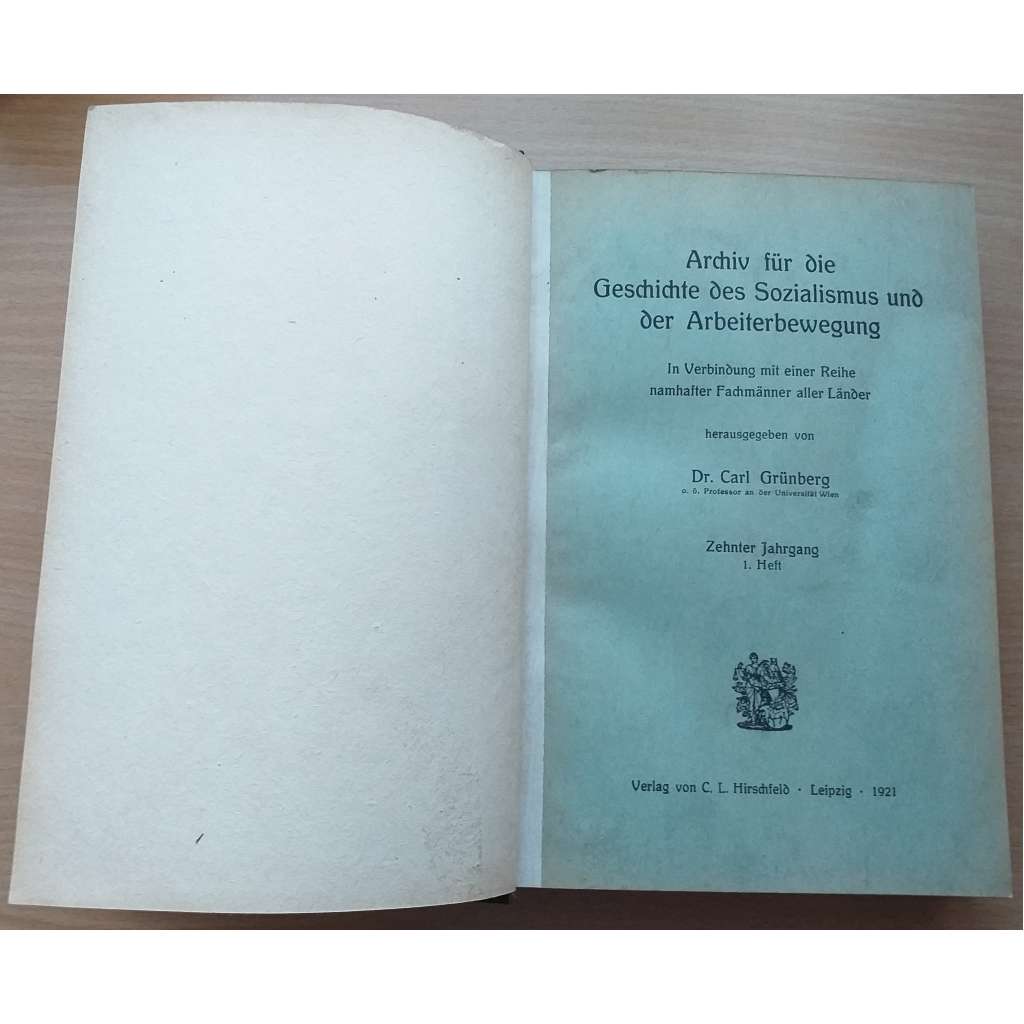 Archiv für die
Geschichte des Sozialismus und
der Arbeiterbewegung
In Verbindung mit einer Reihe
namhafter Fachmänner aller Länder
herausgegeben von
Dr. Carl Grünberg
o. ö. Professor an der Universität Wien
Zehnter Jahrgang
1. Heft
Verlag von C. L. Hirschfeld · Leipzig · 1921